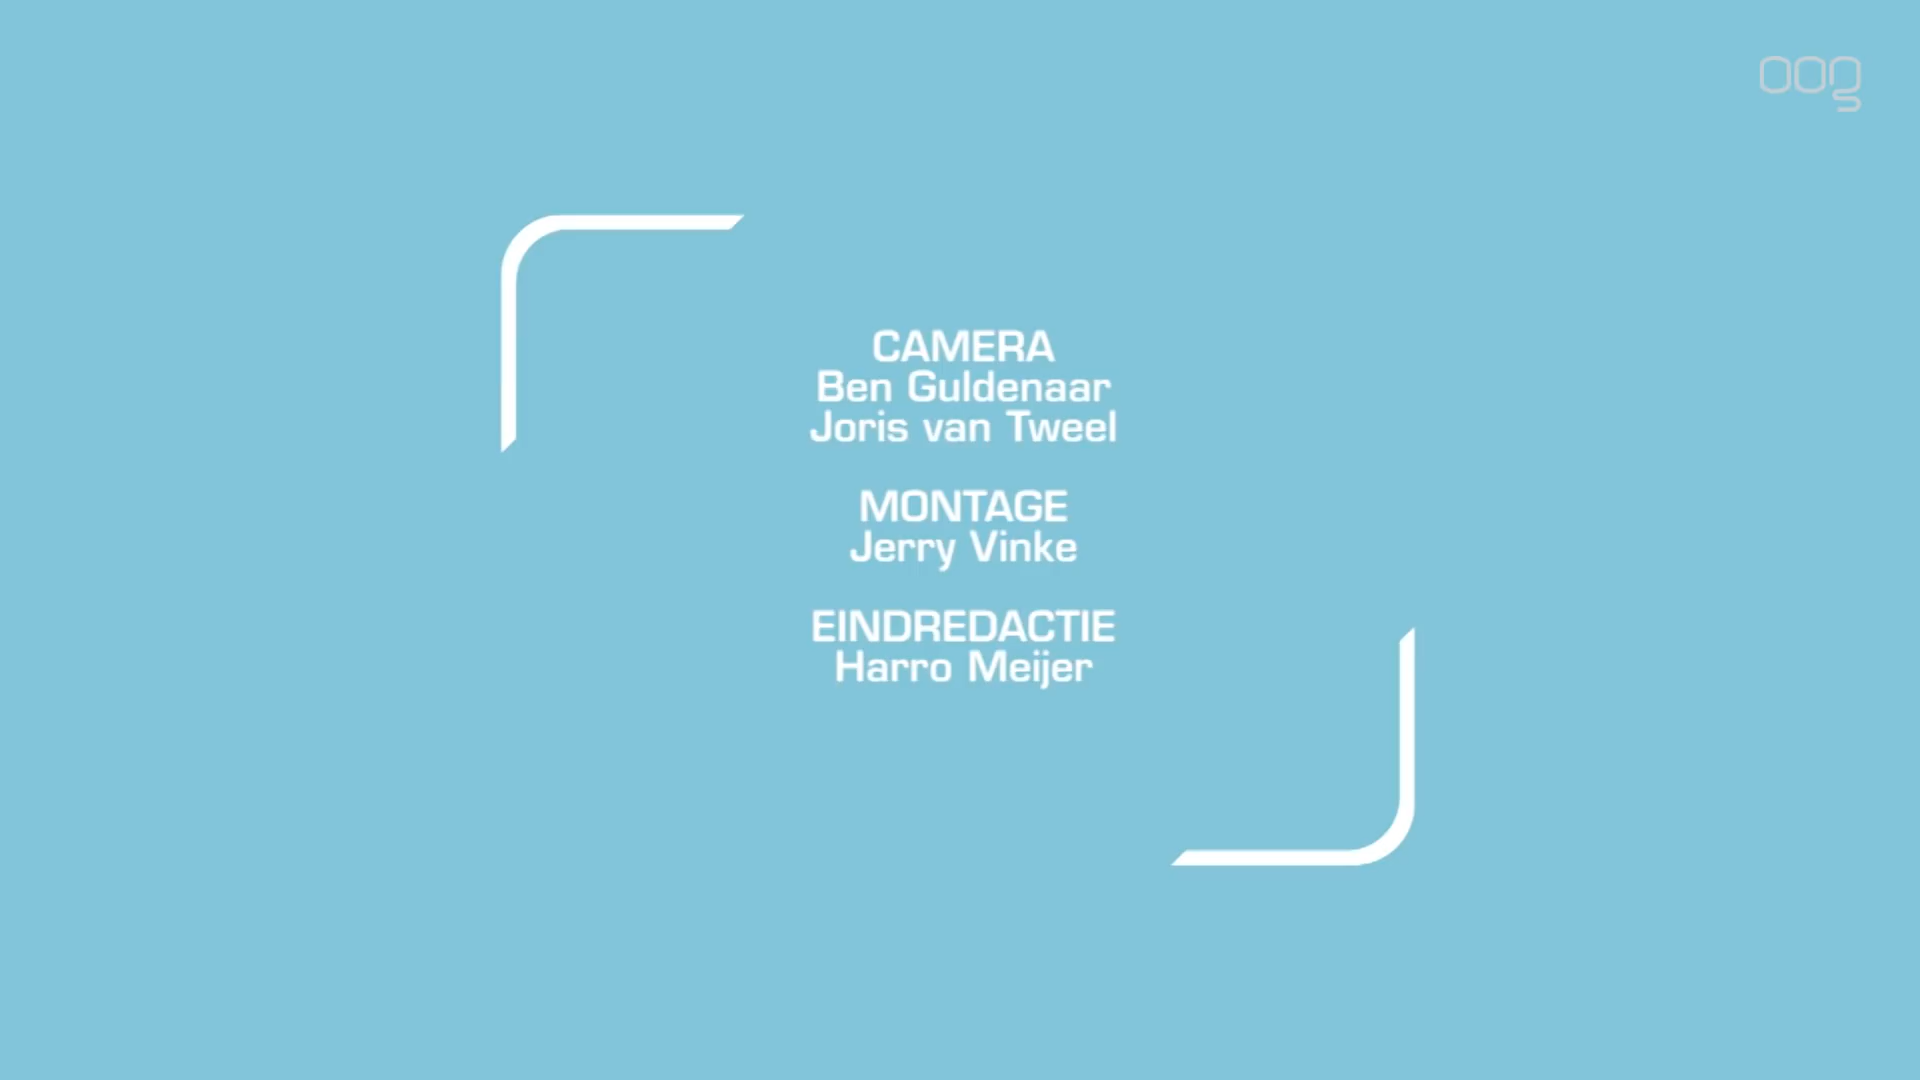 oog
CAMERA
Ben Guldenaar
Joris van Tweel
MONTAGE
Jerry Vinke
EINDREDACTIE
Harro Meijer